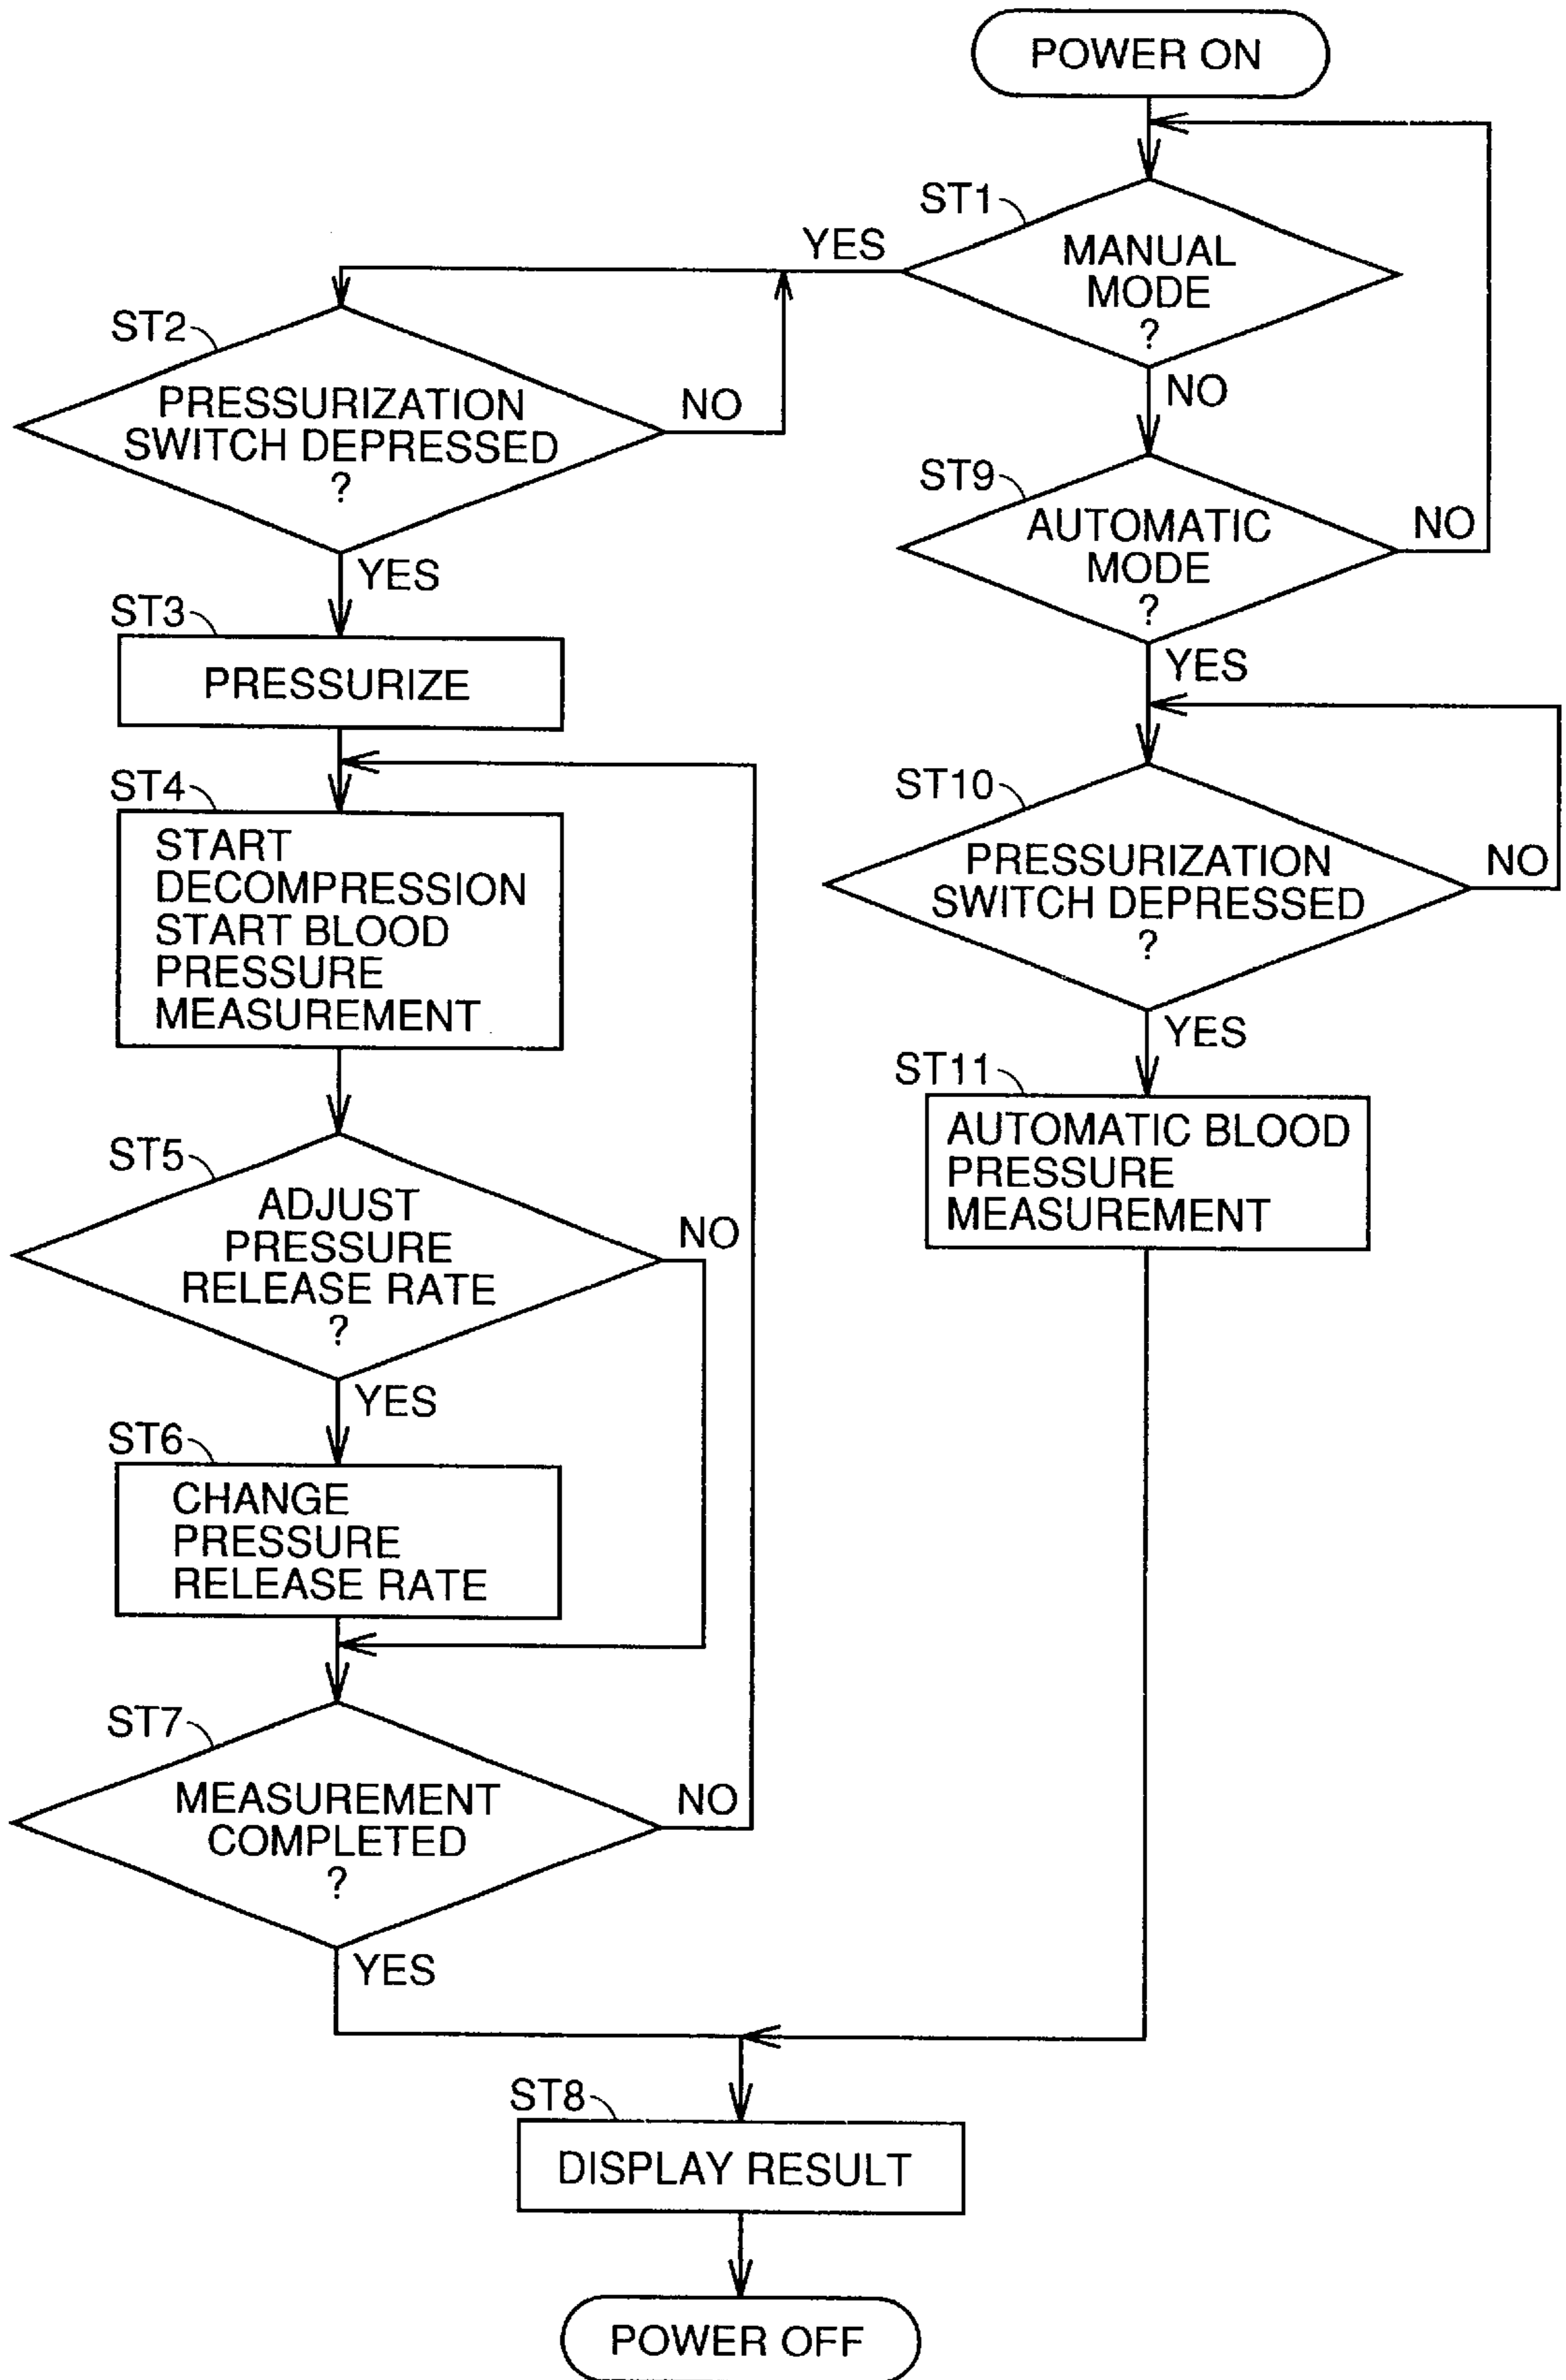 POWER ON
ST1
MANUAL
MODE
?
YES
NO
ST2
PRESSURIZATION
SWITCH DEPRESSED
?
NO
YES
ST3
PRESSURIZE
ST4
START
DECOMPRESSION
START BLOOD
PRESSURE
MEASUREMENT
ST5
ADJUST
PRESSURE
RELEASE RATE
?
NO
YES
ST6
CHANGE
PRESSURE
RELEASE RATE
ST7
MEASUREMENT
COMPLETED
?
NO
YES
ST9
AUTOMATIC
MODE
?
NO
YES
ST10
PRESSURIZATION
SWITCH DEPRESSED
?
NO
YES
ST11
AUTOMATIC BLOOD
PRESSURE
MEASUREMENT
ST8
DISPLAY RESULT
POWER OFF